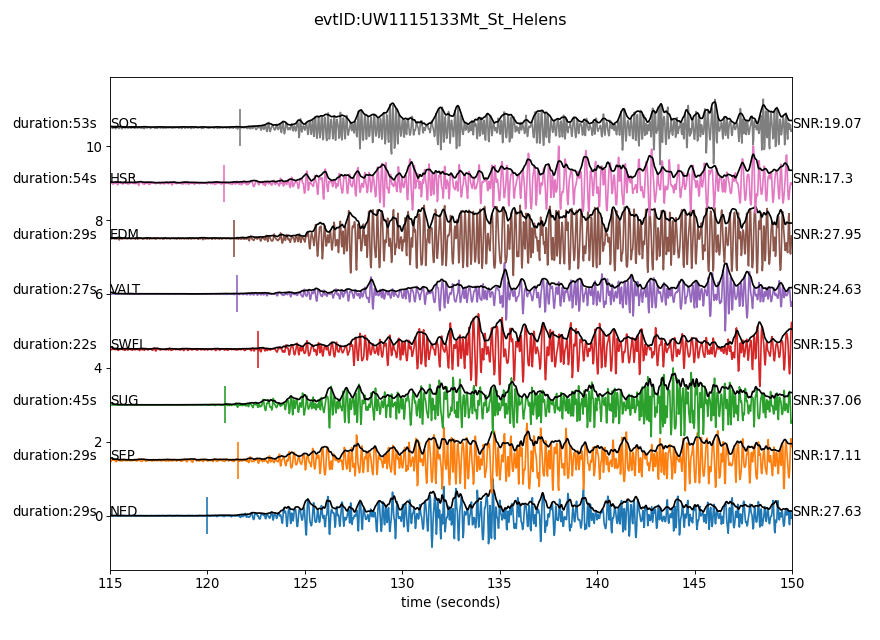 evtID:UW1115133Mt_St_Helens
duration:53s SOS SNR:19.07
10
duration:54s HSR SNR:17.3
8
duration:29s EDM SNR:27.95
duration:27s VALT SNR:24.63
6
duration:22s SWFL SNR:15.3
4
duration:45s SUG SNR:37.06
2
duration:29s SEP SNR:17.11
duration:29s NED SNR:27.63
0
115 120 125 130 135 140 145 150
time (seconds)